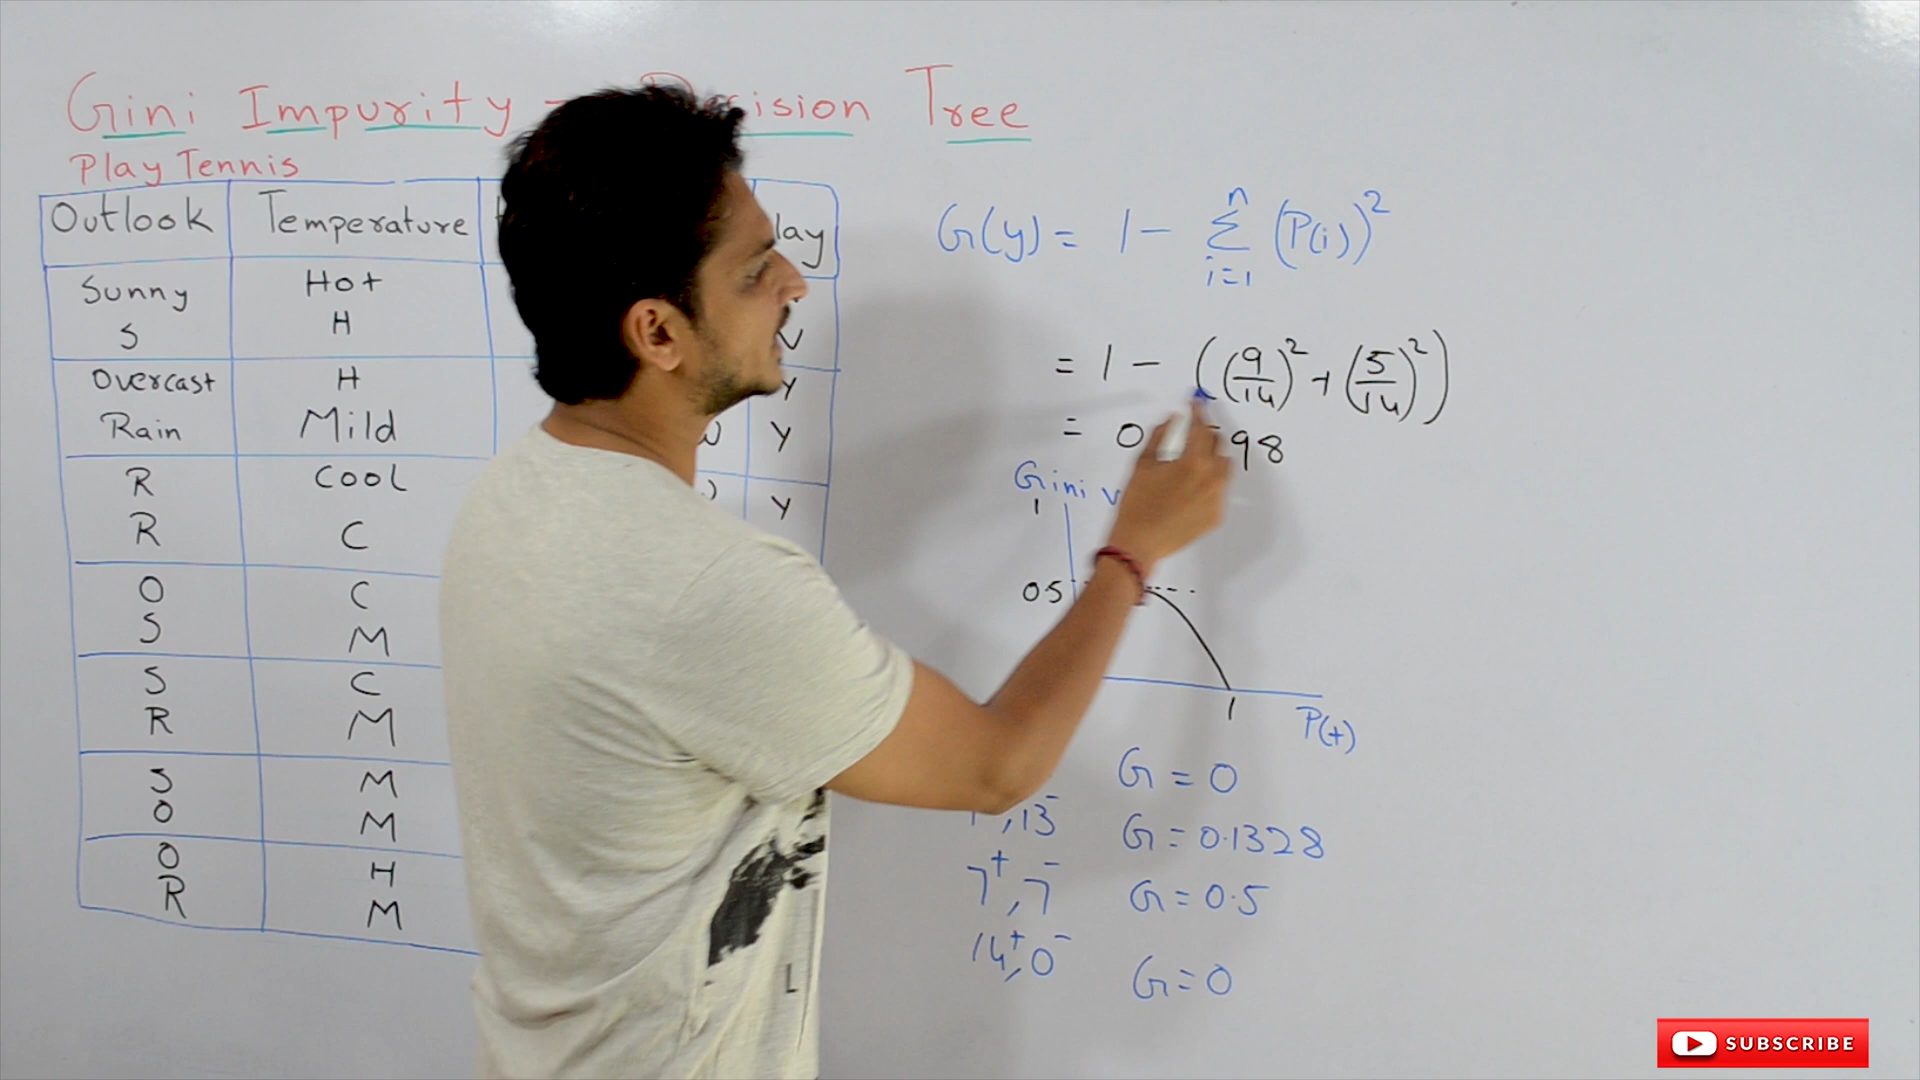 Gini Impurity - Decision Tree
Play Tennis
Outlook Temperature lay
Sunny Hot
S H
Overcast H Y
Rain Mild Y
R Cool Y
R C
O C
S M
S C
R M
S M
O M
O H
R M
G(y) = 1 - Σ (P(i))²
n
i=1
= 1 - ((9/14)² + (5/14)²)
= 0 98
Gini
1
0.5
1
P(+)
G = 0
, 13⁻ G = 0.1328
7⁺, 7⁻ G = 0.5
14⁺, 0⁻ G = 0
L
SUBSCRIBE